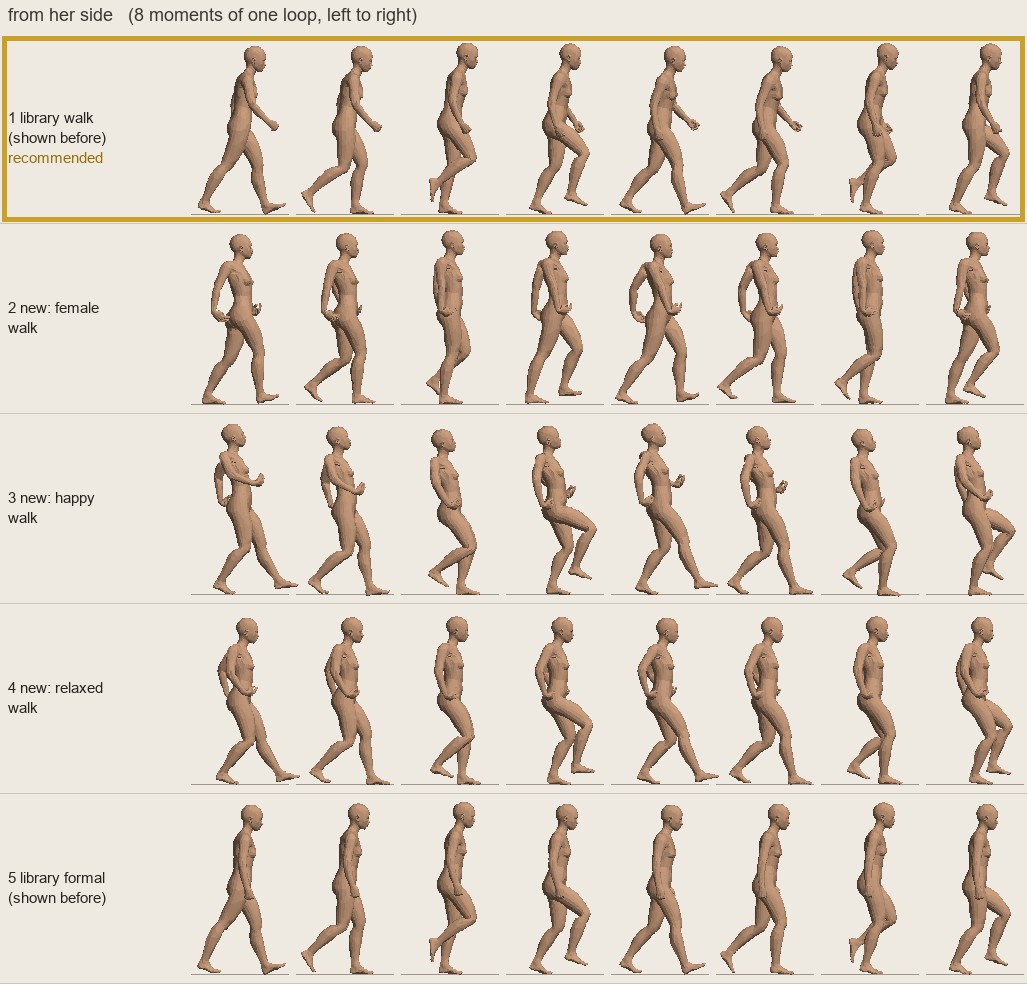 from her side (8 moments of one loop, left to right)
1 library walk
(shown before)
recommended
2 new: female
walk
3 new: happy
walk
4 new: relaxed
walk
5 library formal
(shown before)